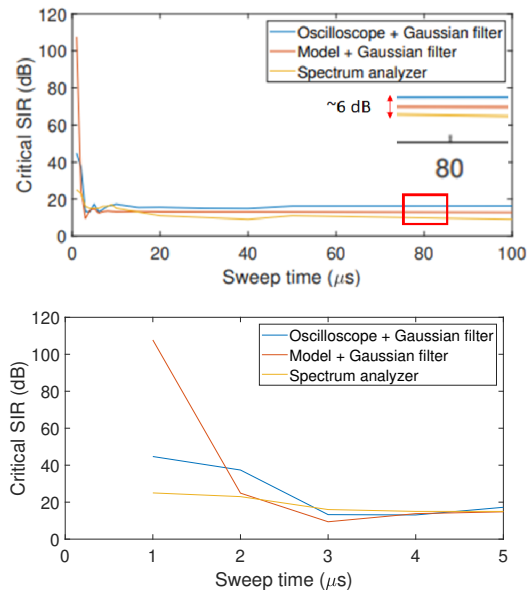 120
100
80
60
40
20
0
Critical SIR (dB)
Oscilloscope + Gaussian filter
Model + Gaussian filter
Spectrum analyzer
~6 dB
80
0 20 40 60 80 100
Sweep time (μs)
120
100
80
60
40
20
0
Critical SIR (dB)
Oscilloscope + Gaussian filter
Model + Gaussian filter
Spectrum analyzer
0 1 2 3 4 5
Sweep time (μs)